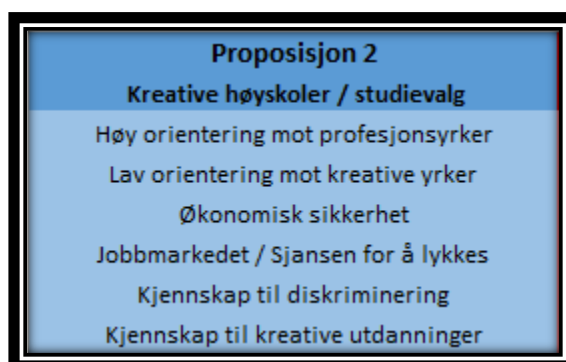 Proposisjon 2
Kreative høyskoler / studievalg
Høy orientering mot profesjonsyrker
Lav orientering mot kreative yrker
Økonomisk sikkerhet
Jobbmarkedet / Sjansen for å lykkes
Kjennskap til diskriminering
Kjennskap til kreative utdanninger